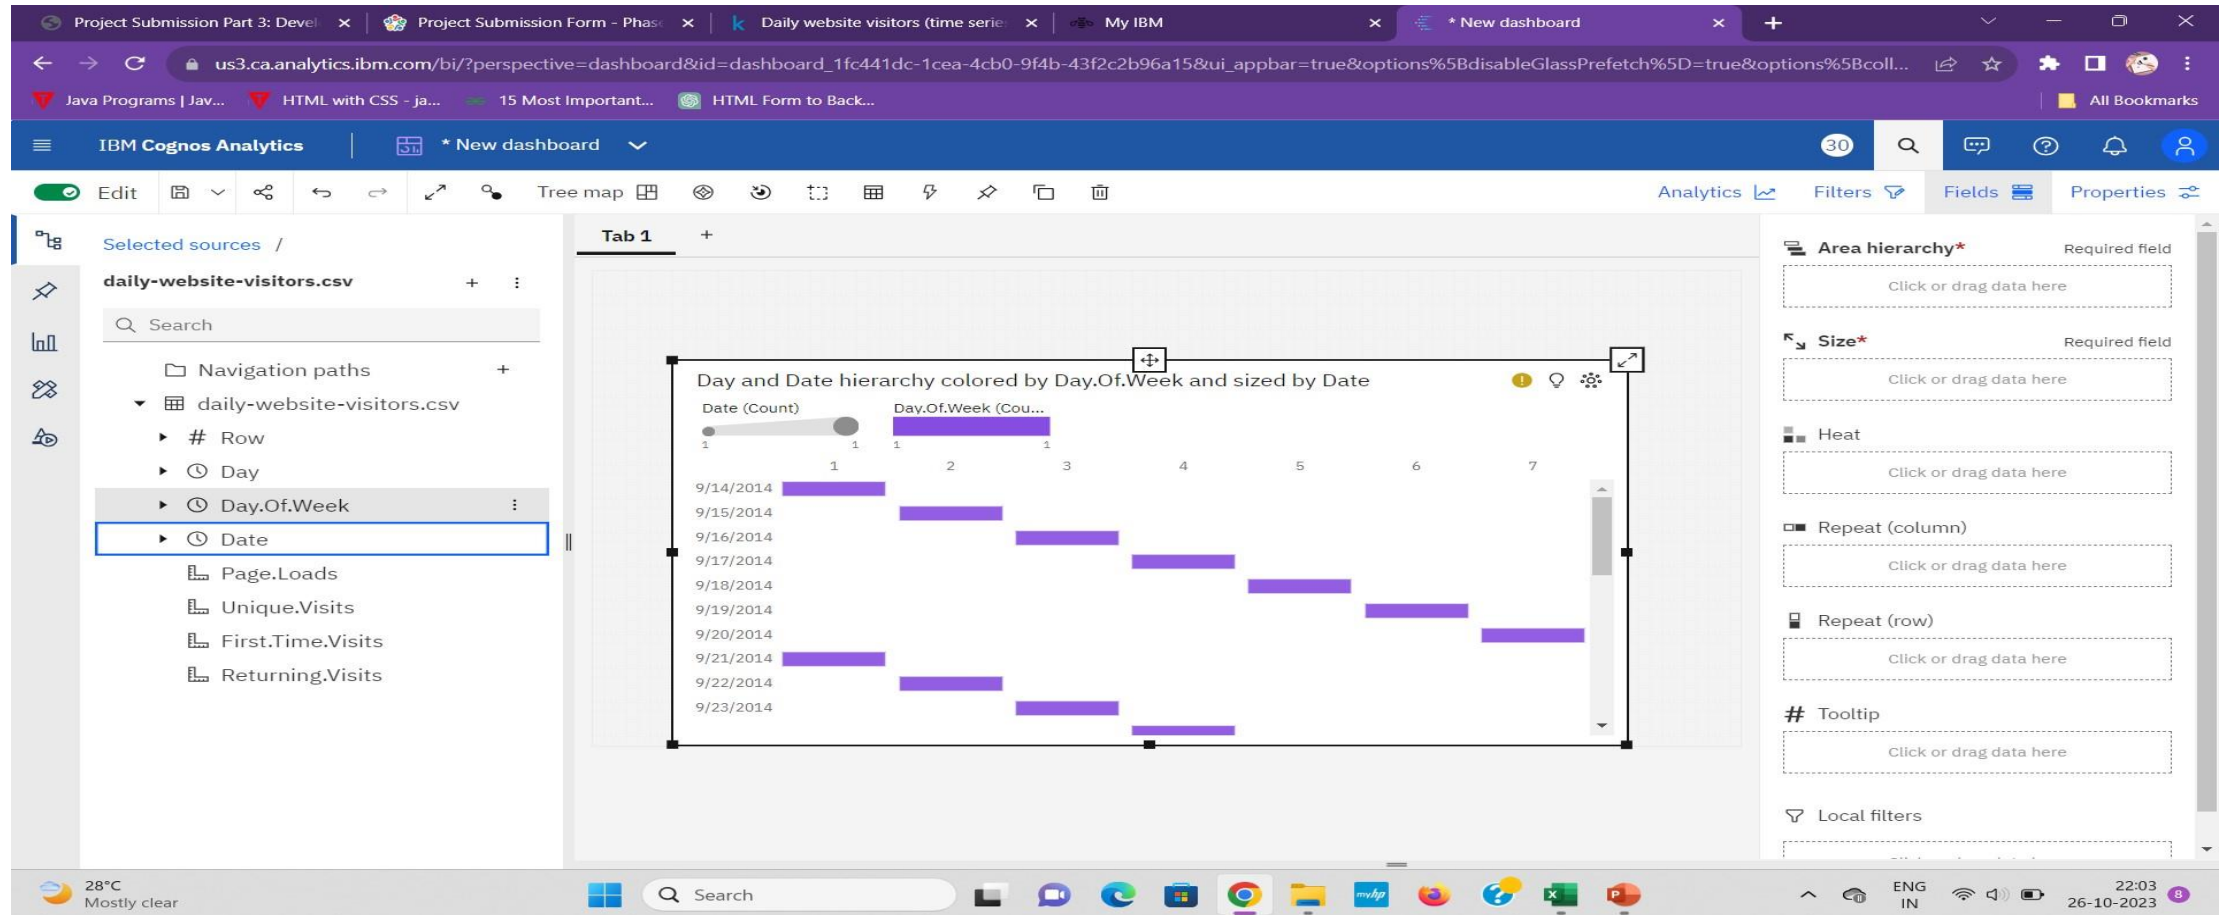 Project Submission Part 3: Devel
Project Submission Form - Phas
Daily website visitors (time serie
My IBM
* New dashboard
us3.ca.analytics.ibm.com/bi/?perspective=dashboard&id=dashboard_1fc441dc-1cea-4cb0-9f4b-43f2c2b96a15&ui_appbar=true&options%5BdisableGlassPrefetch%5D=true&options%5Bcoll...
Java Programs | Jav...
HTML with CSS - ja...
15 Most Important...
HTML Form to Back...
All Bookmarks
IBM Cognos Analytics
* New dashboard
30
Edit
Tree map
Analytics
Filters
Fields
Properties
Selected sources /
daily-website-visitors.csv
Search
Navigation paths
daily-website-visitors.csv
# Row
Day
Day.Of.Week
Date
Page.Loads
Unique.Visits
First.Time.Visits
Returning.Visits
Tab 1
Day and Date hierarchy colored by Day.Of.Week and sized by Date
Date (Count)
Day.Of.Week (Cou...
1 1 1 1
1 2 3 4 5 6 7
9/14/2014
9/15/2014
9/16/2014
9/17/2014
9/18/2014
9/19/2014
9/20/2014
9/21/2014
9/22/2014
9/23/2014
Area hierarchy* Required field
Click or drag data here
Size* Required field
Click or drag data here
Heat
Click or drag data here
Repeat (column)
Click or drag data here
Repeat (row)
Click or drag data here
# Tooltip
Click or drag data here
Local filters
28°C
Mostly clear
Search
myhp
ENG
IN
22:03
26-10-2023
8